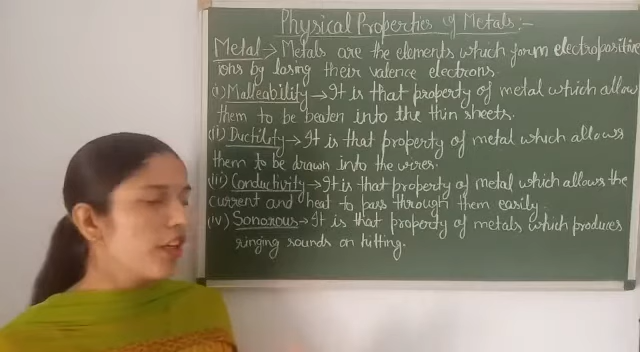 Physical Properties of Metals:-
Metal → Metals are the elements which form electropositive
ions by losing their valence electrons.
(i) Malleability → It is that property of metal which allow
them to be beaten into the thin sheets.
(ii) Ductility → It is that property of metal which allows
them to be drawn into the wires.
(iii) Conductivity → It is that property of metal which allows the
current and heat to pass through them easily.
(iv) Sonorous → It is that property of metals which produces
ringing sounds on hitting.